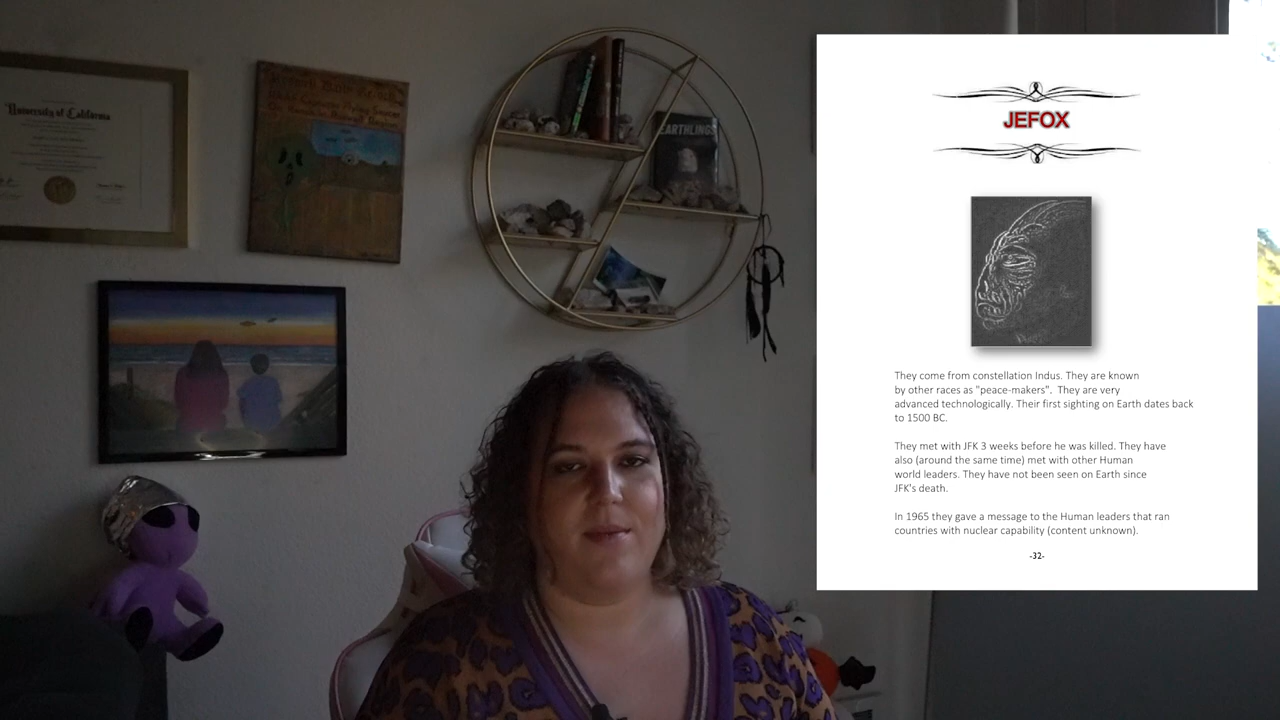 University of California
EARTHLINGS
JEFOX
They come from constellation Indus. They are known
by other races as "peace-makers".  They are very
advanced technologically. Their first sighting on Earth dates back
to 1500 BC.
They met with JFK 3 weeks before he was killed. They have
also (around the same time) met with other Human
world leaders. They have not been seen on Earth since
JFK's death.
In 1965 they gave a message to the Human leaders that ran
countries with nuclear capability (content unknown).
-32-